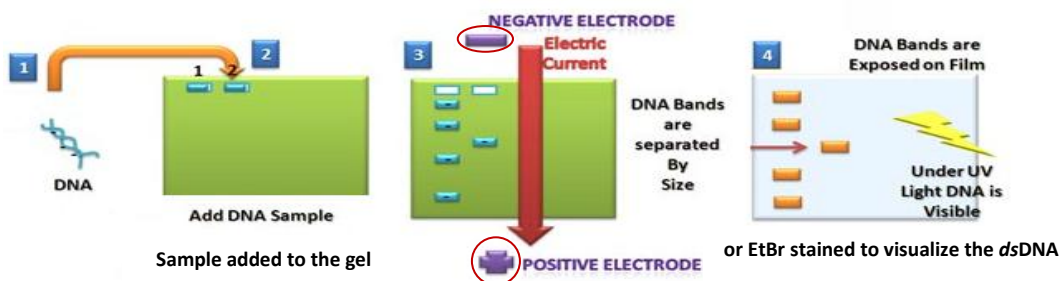 1
2
1 2
DNA
Add DNA Sample
Sample added to the gel
3
NEGATIVE ELECTRODE
Electric
Current
DNA Bands
are
separated
By
Size
POSITIVE ELECTRODE
4
DNA Bands are
Exposed on Film
Under UV
Light DNA is
Visible
or EtBr stained to visualize the dsDNA